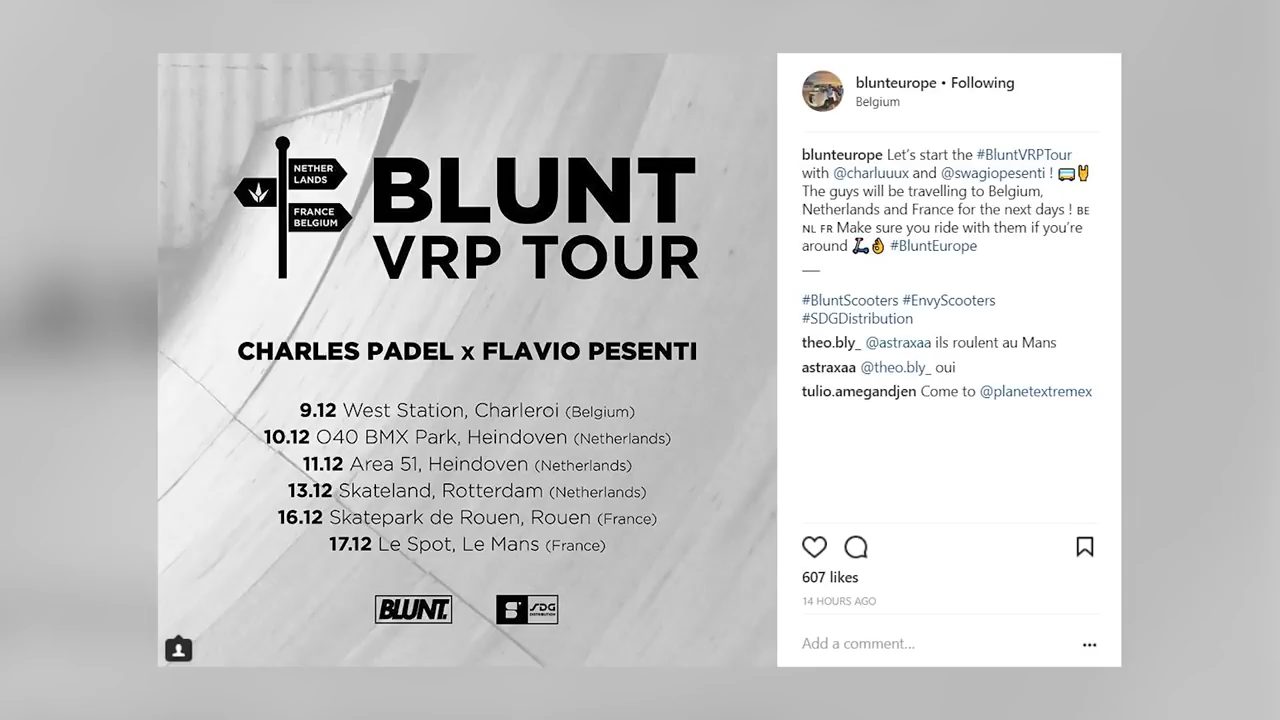 NETHER
LANDS
FRANCE
BELGIUM
BLUNT
VRP TOUR
CHARLES PADEL x FLAVIO PESENTI
9.12 West Station, Charleroi (Belgium)
10.12 O40 BMX Park, Heindoven (Netherlands)
11.12 Area 51, Heindoven (Netherlands)
13.12 Skateland, Rotterdam (Netherlands)
16.12 Skatepark de Rouen, Rouen (France)
17.12 Le Spot, Le Mans (France)
BLUNT.
SDG
DISTRIBUTION
blunteurope • Following
Belgium
blunteurope Let's start the #BluntVRPTour
with @charluuux and @swagiopesenti ! 🚍🤘
The guys will be travelling to Belgium,
Netherlands and France for the next days ! BE
NL FR Make sure you ride with them if you're
around 🛴👌 #BluntEurope
__
#BluntScooters #EnvyScooters
#SDGDistribution
theo.bly_ @astraxaa ils roulent au Mans
astraxaa @theo.bly_ oui
tulio.amegandjen Come to @planetextremex
607 likes
14 HOURS AGO
Add a comment...